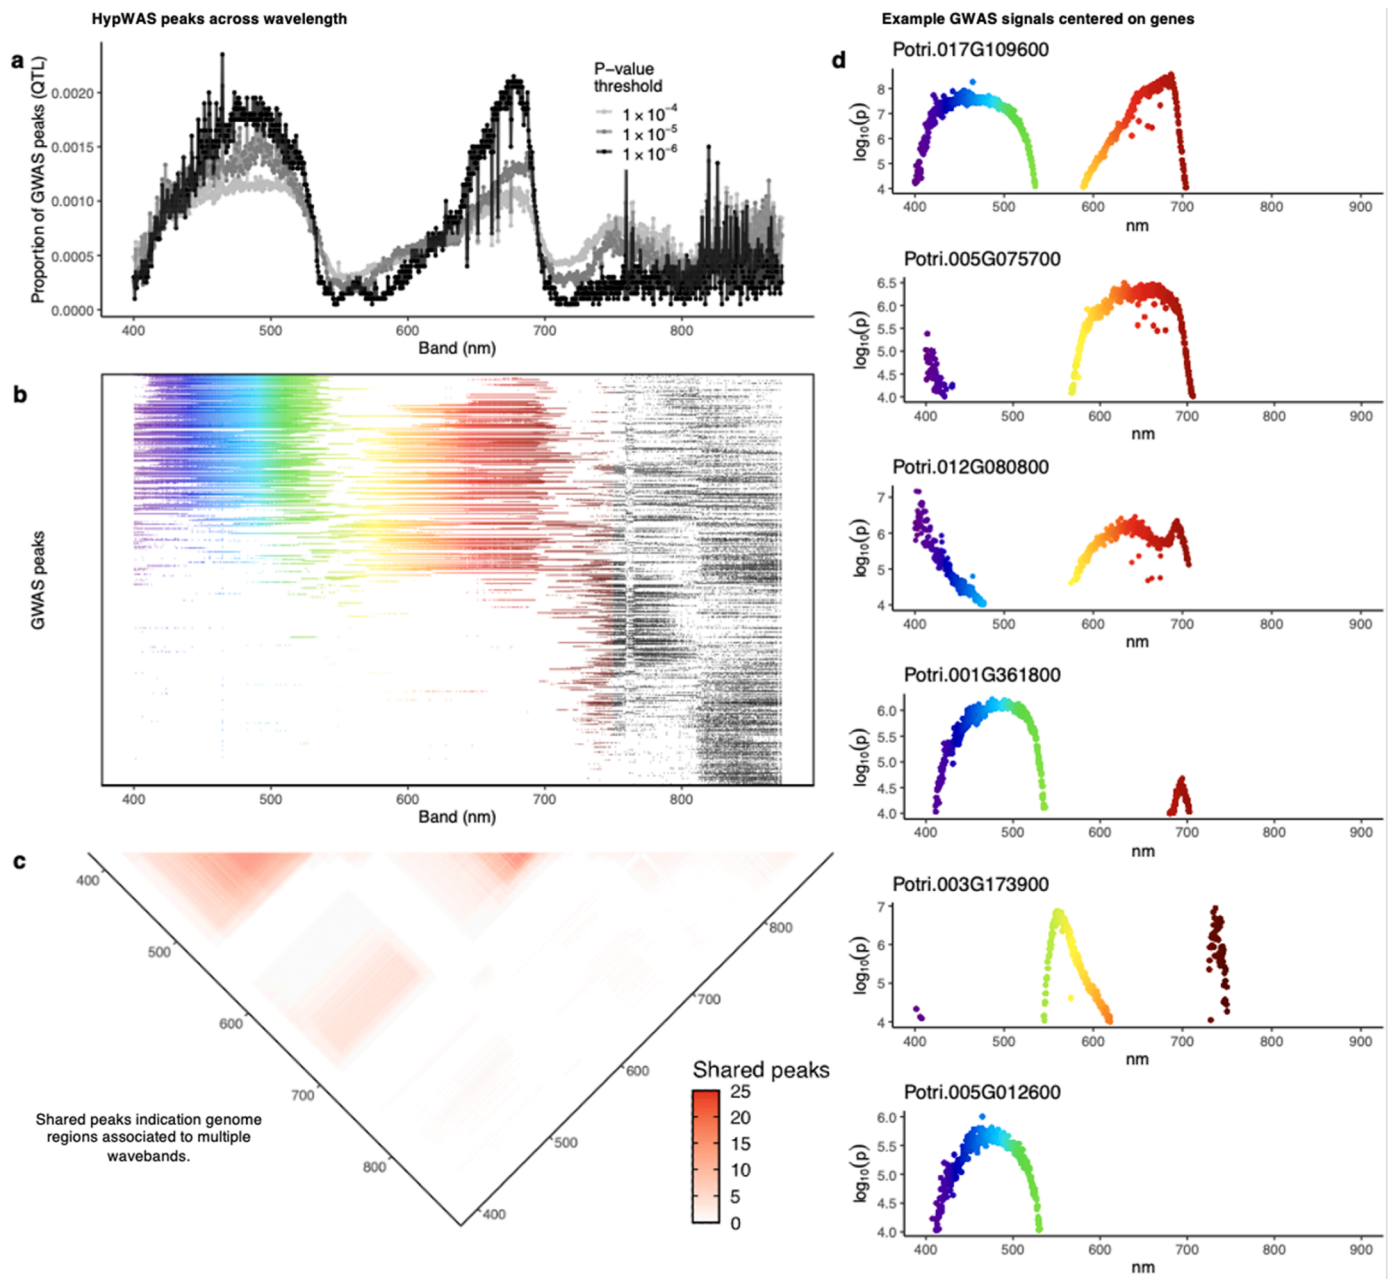 HypWAS peaks across wavelength
a
Proportion of GWAS peaks (QTL)
0.0020
0.0015
0.0010
0.0005
0.0000
P−value
threshold
1 × 10−4
1 × 10−5
1 × 10−6
400 500 600 700 800
Band (nm)
b
GWAS peaks
400 500 600 700 800
Band (nm)
c
400
500
600
700
800
800
700
600
500
400
Shared peaks indication genome
regions associated to multiple
wavebands.
Shared peaks
25
20
15
10
5
0
Example GWAS signals centered on genes
d
Potri.017G109600
log10(p)
8
7
6
5
4
400 500 600 700 800 900
nm
Potri.005G075700
log10(p)
6.5
6.0
5.5
5.0
4.5
4.0
400 500 600 700 800 900
nm
Potri.012G080800
log10(p)
7
6
5
4
400 500 600 700 800 900
nm
Potri.001G361800
log10(p)
6.0
5.5
5.0
4.5
4.0
400 500 600 700 800 900
nm
Potri.003G173900
log10(p)
7
6
5
4
400 500 600 700 800 900
nm
Potri.005G012600
log10(p)
6.0
5.5
5.0
4.5
4.0
400 500 600 700 800 900
nm